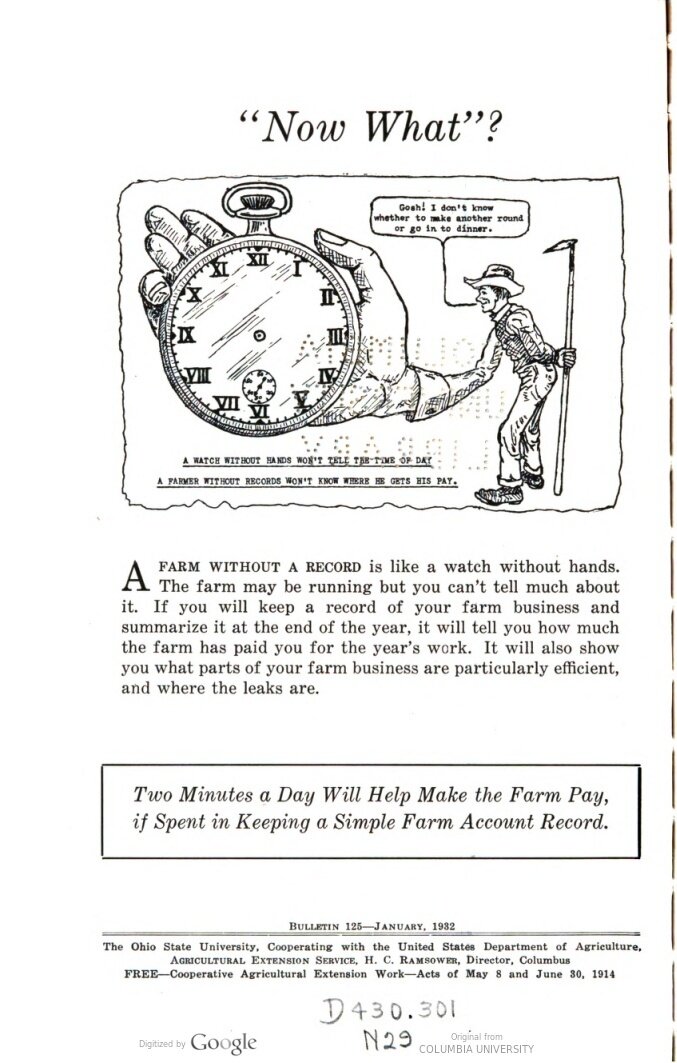 "Now What"?
Gosh! I don't know
whether to make another round
or go in to dinner.
XII
I
II
III
IV
V
VI
VII
VIII
IX
X
XI
A WATCH WITHOUT HANDS WON'T TELL THE TIME OF DAY
A FARMER WITHOUT RECORDS WON'T KNOW WHERE HE GETS HIS PAY.
A FARM WITHOUT A RECORD is like a watch without hands.
The farm may be running but you can't tell much about
it. If you will keep a record of your farm business and
summarize it at the end of the year, it will tell you how much
the farm has paid you for the year's work. It will also show
you what parts of your farm business are particularly efficient,
and where the leaks are.
Two Minutes a Day Will Help Make the Farm Pay,
if Spent in Keeping a Simple Farm Account Record.
BULLETIN 125—JANUARY, 1932
The Ohio State University, Cooperating with the United States Department of Agriculture,
AGRICULTURAL EXTENSION SERVICE, H. C. RAMSOWER, Director, Columbus
FREE—Cooperative Agricultural Extension Work—Acts of May 8 and June 30, 1914
D430.301
N29
Digitized by Google
Original from
COLUMBIA UNIVERSITY